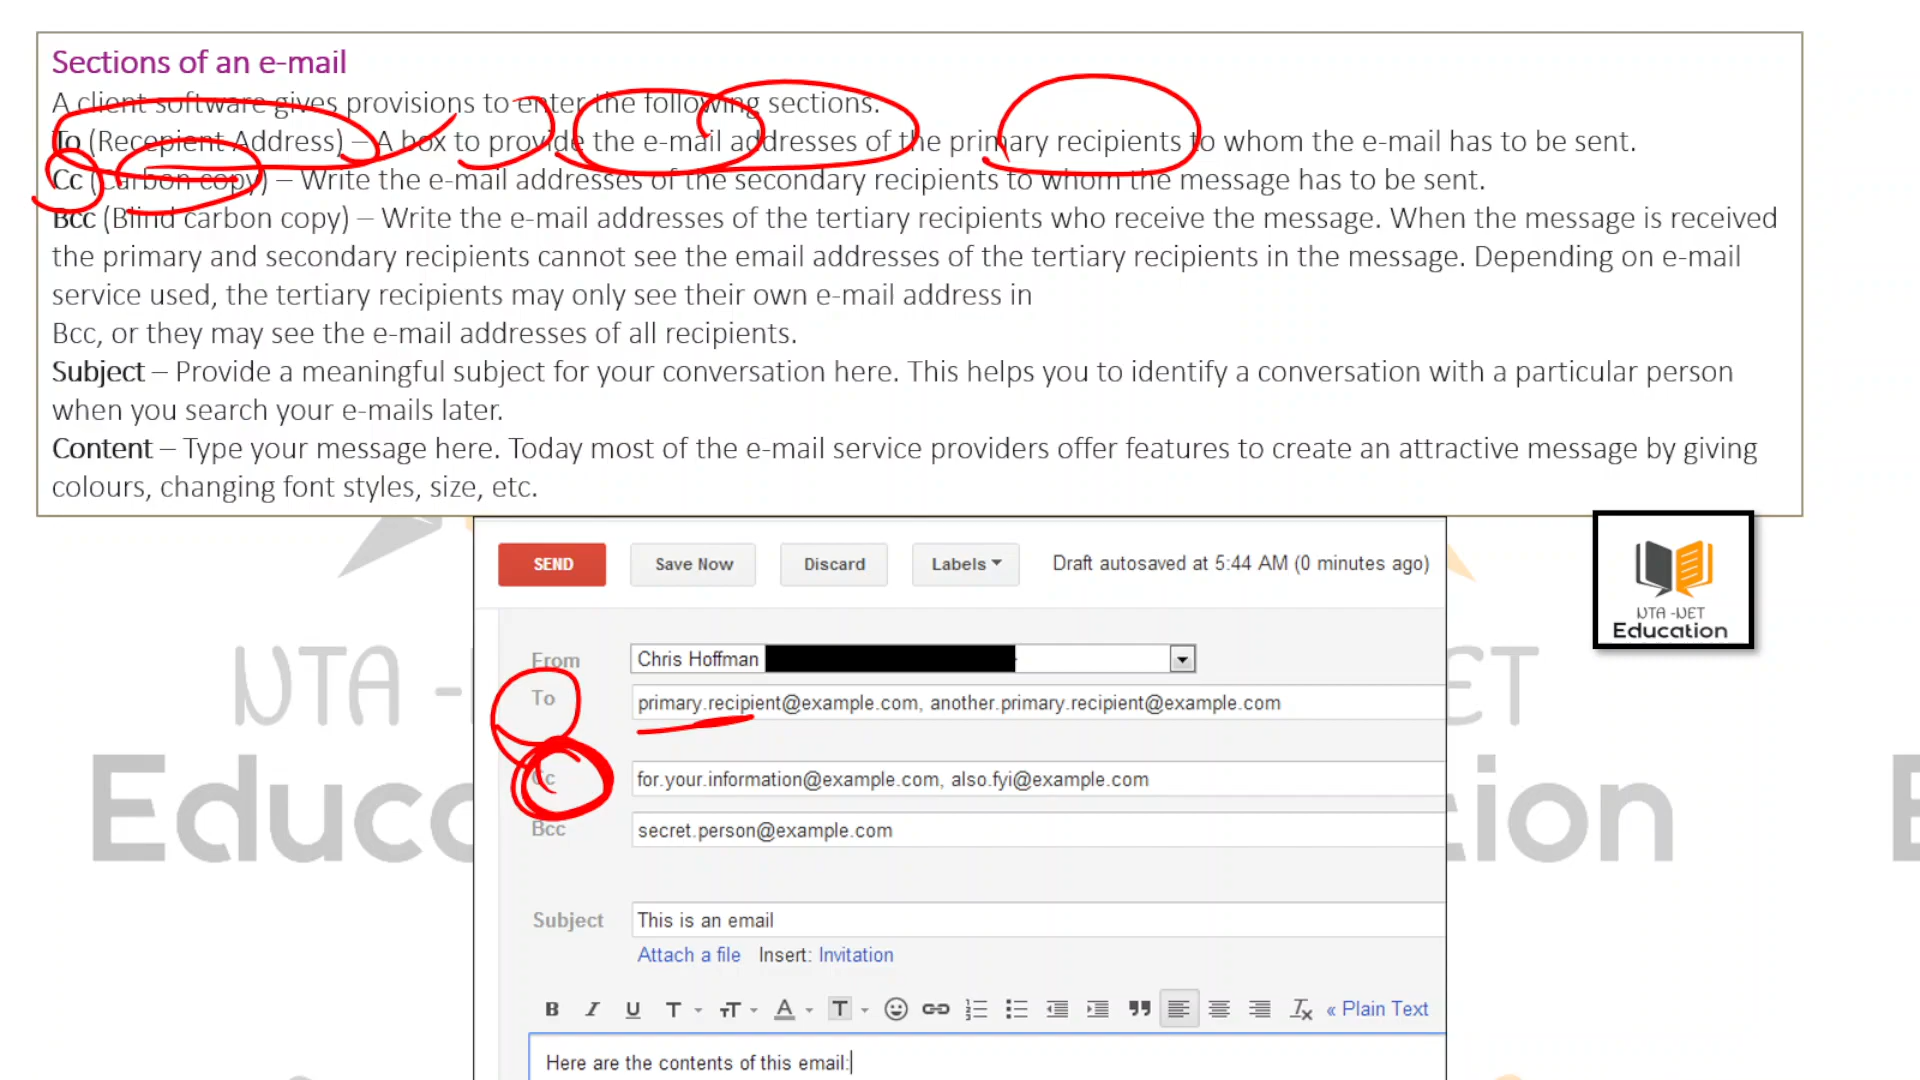 Sections of an e-mail
A client software gives provisions to enter the following sections.
To (Recepient Address) – A box to provide the e-mail addresses of the primary recipients to whom the e-mail has to be sent.
Cc (Carbon copy) – Write the e-mail addresses of the secondary recipients to whom the message has to be sent.
Bcc (Blind carbon copy) – Write the e-mail addresses of the tertiary recipients who receive the message. When the message is received
the primary and secondary recipients cannot see the email addresses of the tertiary recipients in the message. Depending on e-mail
service used, the tertiary recipients may only see their own e-mail address in
Bcc, or they may see the e-mail addresses of all recipients.
Subject – Provide a meaningful subject for your conversation here. This helps you to identify a conversation with a particular person
when you search your e-mails later.
Content – Type your message here. Today most of the e-mail service providers offer features to create an attractive message by giving
colours, changing font styles, size, etc.
SEND Save Now Discard Labels Draft autosaved at 5:44 AM (0 minutes ago)
NTA -NET
Education
From Chris Hoffman
To primary.recipient@example.com, another.primary.recipient@example.com
Cc for.your.information@example.com, also.fyi@example.com
Bcc secret.person@example.com
Subject This is an email
Attach a file Insert: Invitation
B I U T TT A T « Plain Text
Here are the contents of this email: